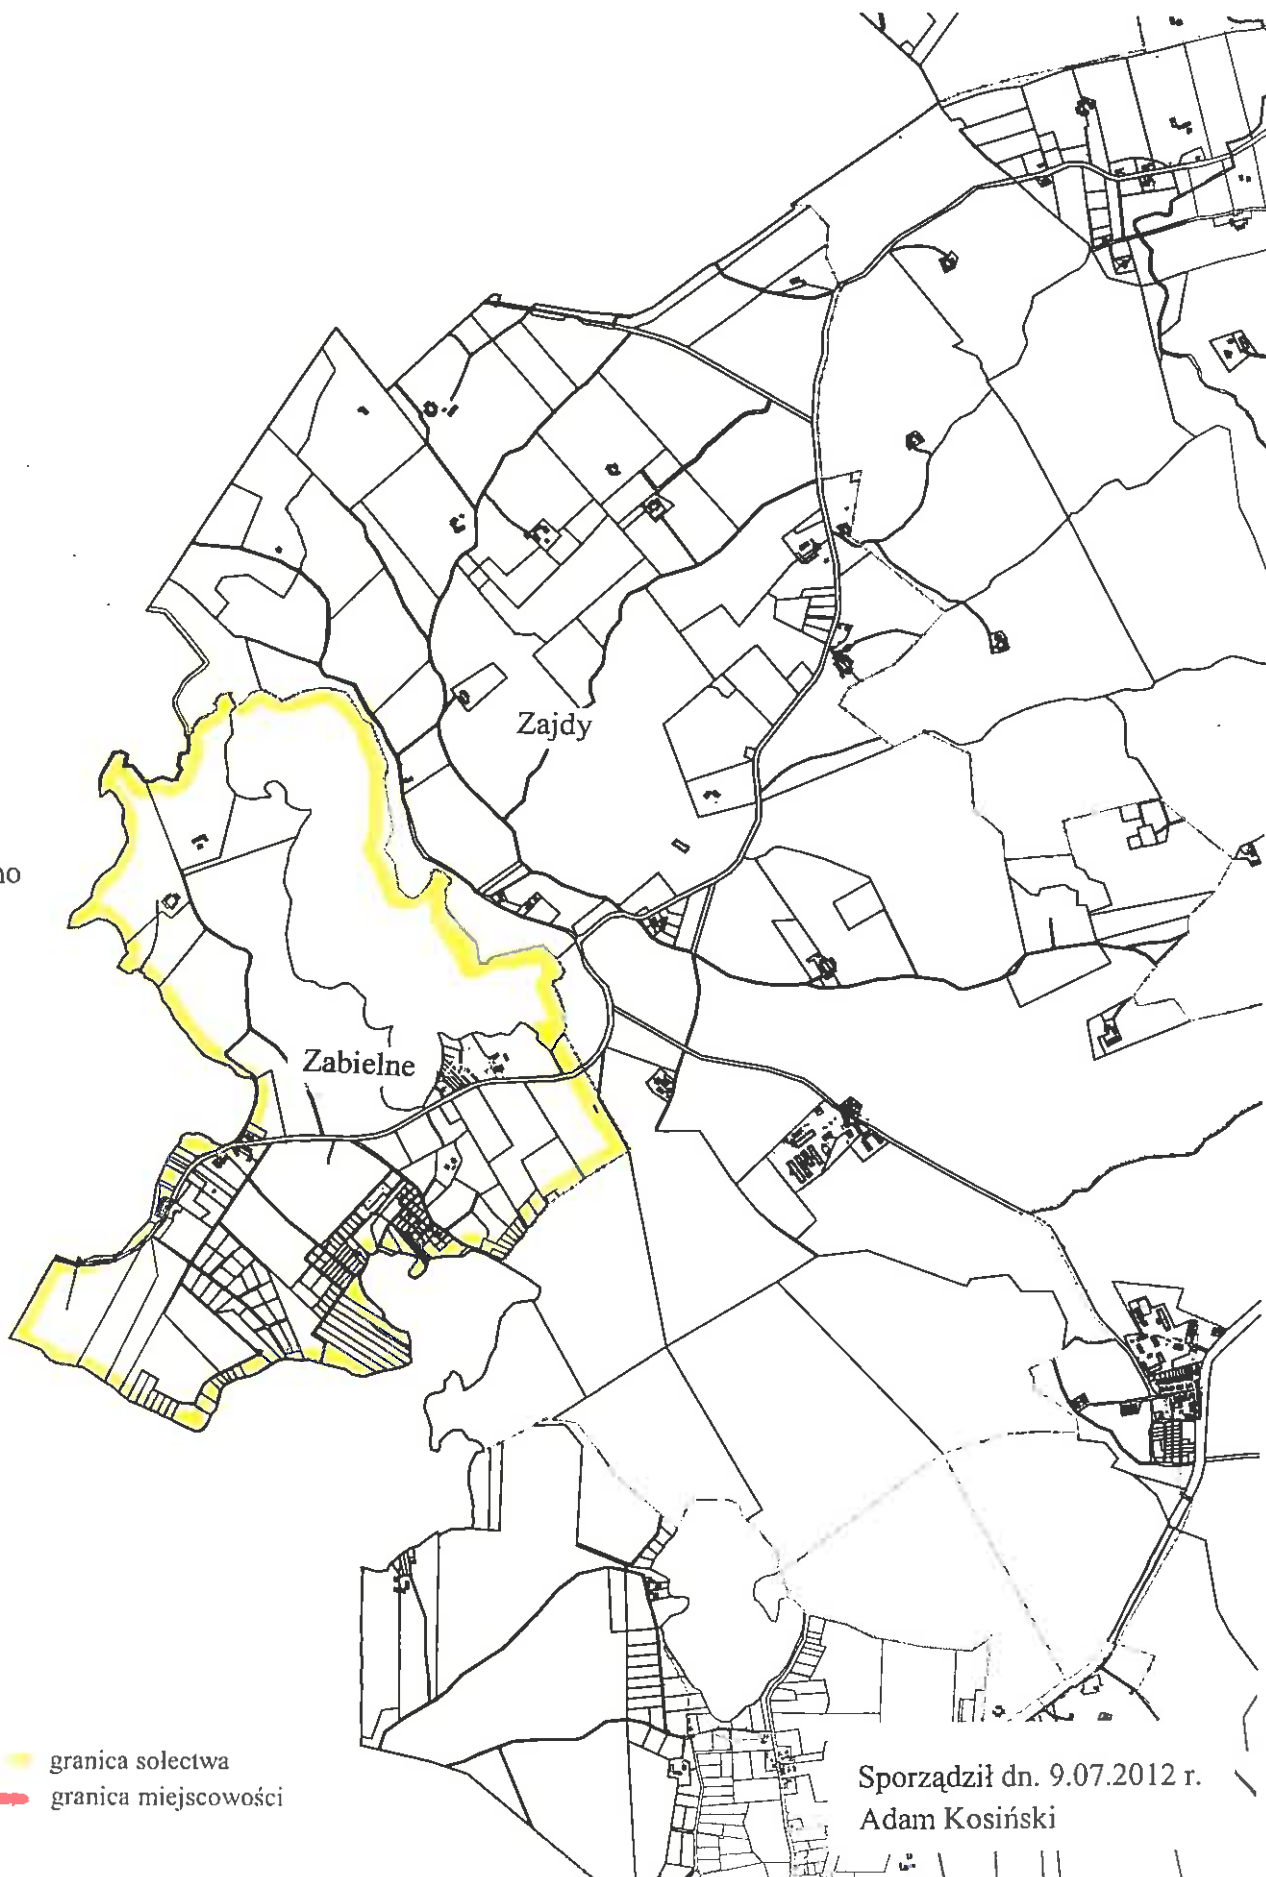 Zajdy
no
Zabielne
granica sołectwa
granica miejscowości
Sporządził dn. 9.07.2012 r.
Adam Kosiński